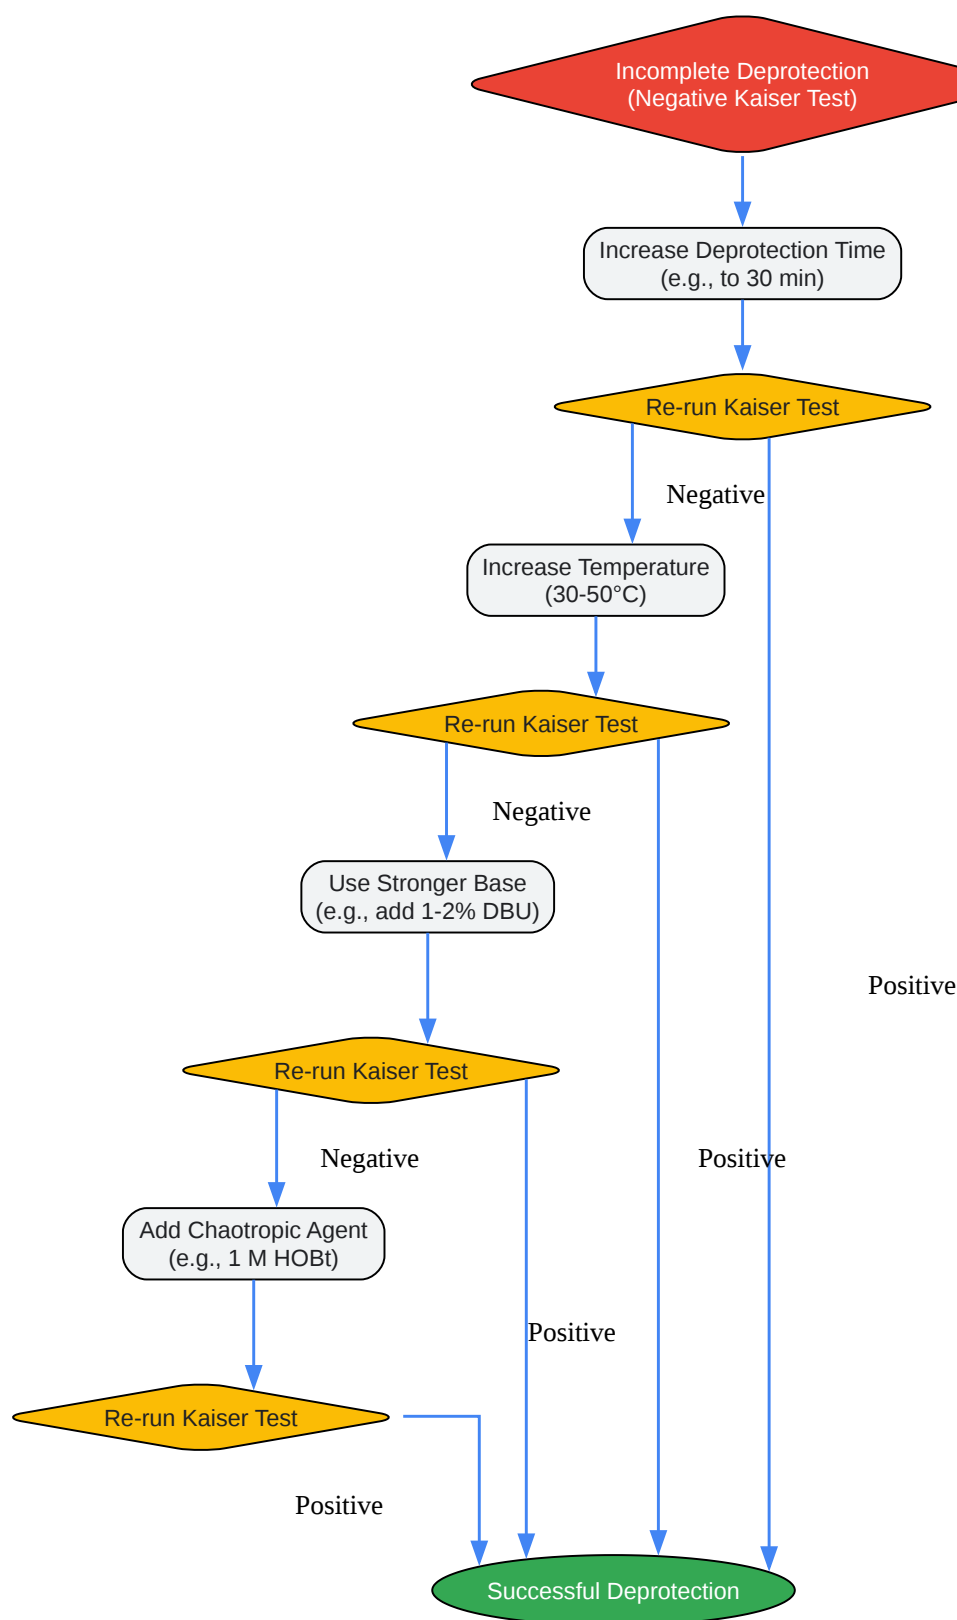 Incomplete Deprotection
(Negative Kaiser Test)
Increase Deprotection Time
(e.g., to 30 min)
Re-run Kaiser Test
Negative
Increase Temperature
(30-50°C)
Re-run Kaiser Test
Negative
Use Stronger Base
(e.g., add 1-2% DBU)
Positive
Re-run Kaiser Test
Negative
Positive
Add Chaotropic Agent
(e.g., 1 M HOBt)
Positive
Re-run Kaiser Test
Positive
Successful Deprotection